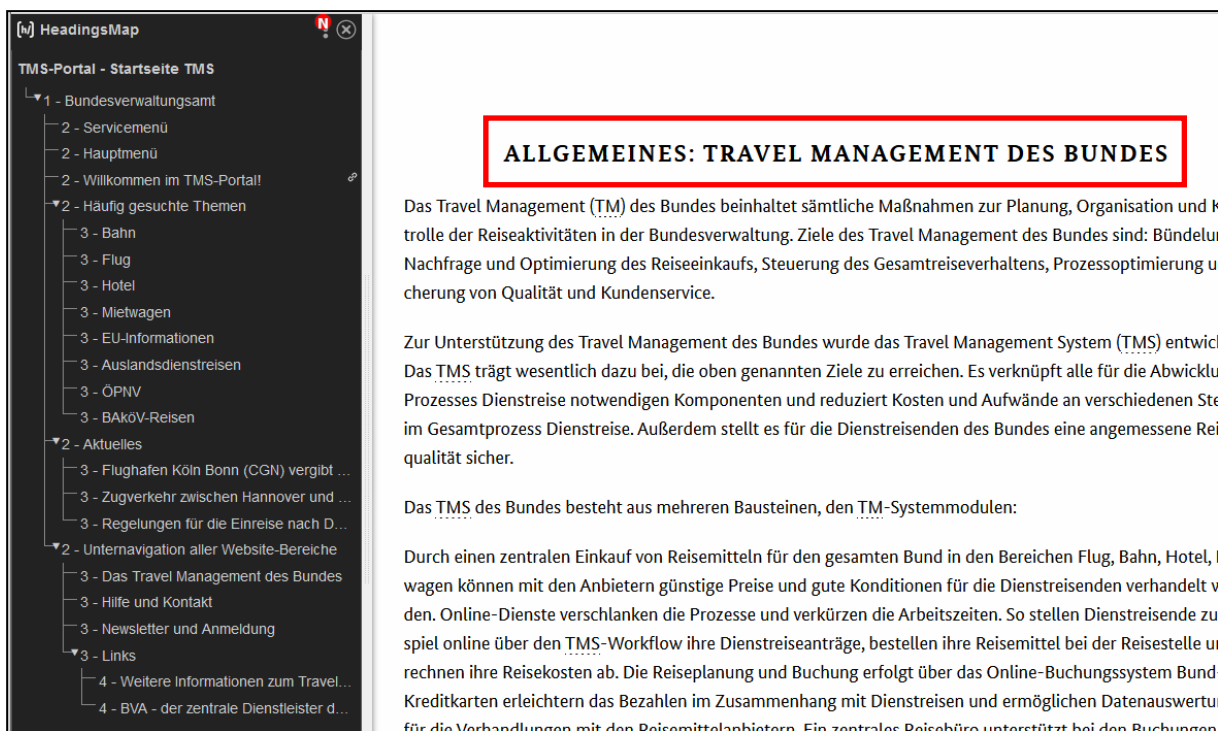 HeadingsMap
N
TMS-Portal - Startseite TMS
1 - Bundesverwaltungsamt
2 - Servicemenü
2 - Hauptmenü
2 - Willkommen im TMS-Portal!
2 - Häufig gesuchte Themen
3 - Bahn
3 - Flug
3 - Hotel
3 - Mietwagen
3 - EU-Informationen
3 - Auslandsdienstreisen
3 - ÖPNV
3 - BAköV-Reisen
2 - Aktuelles
3 - Flughafen Köln Bonn (CGN) vergibt ...
3 - Zugverkehr zwischen Hannover und ...
3 - Regelungen für die Einreise nach D...
2 - Unternavigation aller Website-Bereiche
3 - Das Travel Management des Bundes
3 - Hilfe und Kontakt
3 - Newsletter und Anmeldung
3 - Links
4 - Weitere Informationen zum Travel...
4 - BVA - der zentrale Dienstleister d...
ALLGEMEINES: TRAVEL MANAGEMENT DES BUNDES
Das Travel Management (TM) des Bundes beinhaltet sämtliche Maßnahmen zur Planung, Organisation und K
trolle der Reiseaktivitäten in der Bundesverwaltung. Ziele des Travel Management des Bundes sind: Bündelu
Nachfrage und Optimierung des Reiseeinkaufs, Steuerung des Gesamtreiseverhaltens, Prozessoptimierung u
cherung von Qualität und Kundenservice.
Zur Unterstützung des Travel Management des Bundes wurde das Travel Management System (TMS) entwick
Das TMS trägt wesentlich dazu bei, die oben genannten Ziele zu erreichen. Es verknüpft alle für die Abwicklu
Prozesses Dienstreise notwendigen Komponenten und reduziert Kosten und Aufwände an verschiedenen Ste
im Gesamtprozess Dienstreise. Außerdem stellt es für die Dienstreisenden des Bundes eine angemessene Rei
qualität sicher.
Das TMS des Bundes besteht aus mehreren Bausteinen, den TM-Systemmodulen:
Durch einen zentralen Einkauf von Reisemitteln für den gesamten Bund in den Bereichen Flug, Bahn, Hotel,
wagen können mit den Anbietern günstige Preise und gute Konditionen für die Dienstreisenden verhandelt
den. Online-Dienste verschlanken die Prozesse und verkürzen die Arbeitszeiten. So stellen Dienstreisende zu
spiel online über den TMS-Workflow ihre Dienstreiseanträge, bestellen ihre Reisemittel bei der Reisestelle u
rechnen ihre Reisekosten ab. Die Reiseplanung und Buchung erfolgt über das Online-Buchungssystem Bund
Kreditkarten erleichtern das Bezahlen im Zusammenhang mit Dienstreisen und ermöglichen Datenauswertu
für die Verhandlungen mit den Reisemittelanbietern. Ein zentrales Reisebüro unterstützt bei den Buchungen